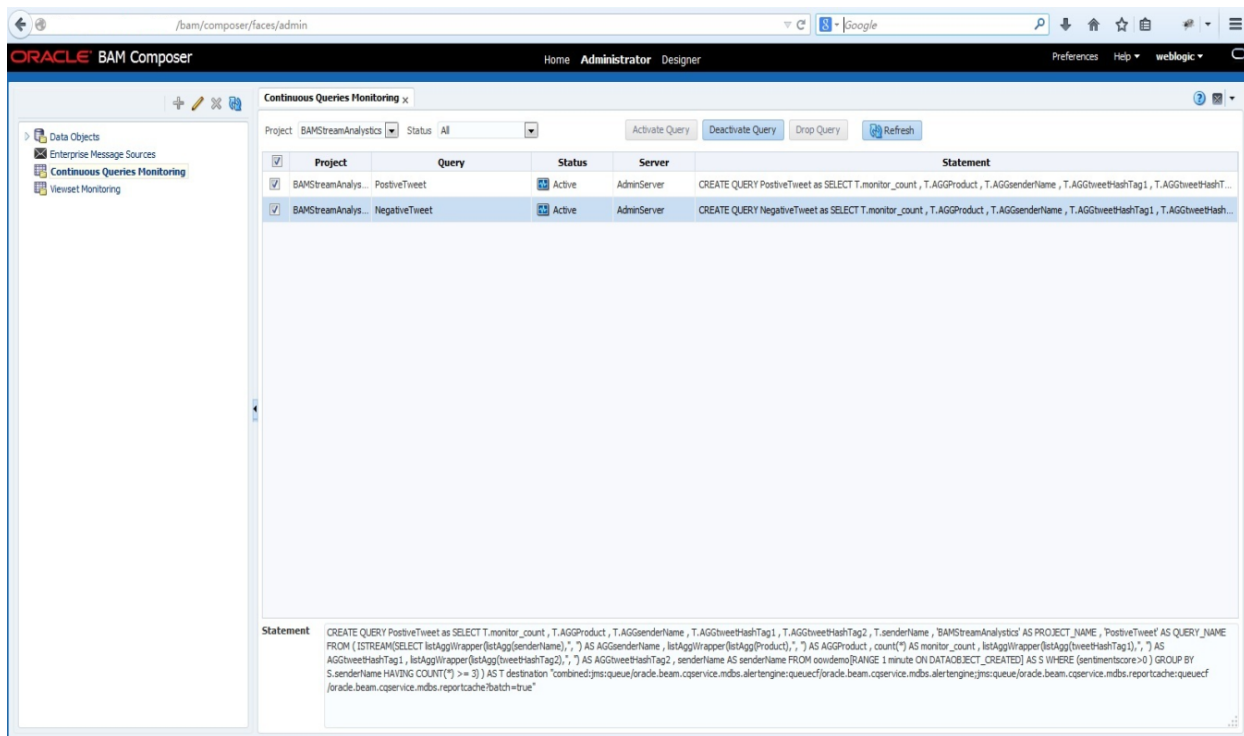 /bam/composer/faces/admin
Google
ORACLE BAM Composer
Home Administrator Designer
Preferences Help weblogic
Data Objects
Enterprise Message Sources
Continuous Queries Monitoring
Viewset Monitoring
Continuous Queries Monitoring x
Project BAMStreamAnalystics Status All Activate Query Deactivate Query Drop Query Refresh
Project Query Status Server Statement
BAMStreamAnalys... PostiveTweet Active AdminServer CREATE QUERY PostiveTweet as SELECT T.monitor_count , T.AGGProduct , T.AGGsenderName , T.AGGtweetHashTag1 , T.AGGtweetHashT...
BAMStreamAnalys... NegativeTweet Active AdminServer CREATE QUERY NegativeTweet as SELECT T.monitor_count , T.AGGProduct , T.AGGsenderName , T.AGGtweetHashTag1 , T.AGGtweetHash...
Statement CREATE QUERY PostiveTweet as SELECT T.monitor_count , T.AGGProduct , T.AGGsenderName , T.AGGtweetHashTag1 , T.AGGtweetHashTag2 , T.senderName , 'BAMStreamAnalystics' AS PROJECT_NAME , 'PostiveTweet' AS QUERY_NAME
FROM ( ISTREAM(SELECT listAggWrapper(listAgg(senderName),", ") AS AGGsenderName , listAggWrapper(listAgg(Product),", ") AS AGGProduct , count(*) AS monitor_count , listAggWrapper(listAgg(tweetHashTag1),", ") AS
AGGtweetHashTag1 , listAggWrapper(listAgg(tweetHashTag2),", ") AS AGGtweetHashTag2 , senderName AS senderName FROM oowdemo[RANGE 1 minute ON DATAOBJECT_CREATED] AS S WHERE (sentimentscore>0 ) GROUP BY
S.senderName HAVING COUNT(*) >= 3) ) AS T destination "combined:jms:queue/oracle.beam.cqservice.mdbs.alertengine:queuecf/oracle.beam.cqservice.mdbs.alertengine;jms:queue/oracle.beam.cqservice.mdbs.reportcache:queuecf
/oracle.beam.cqservice.mdbs.reportcache?batch=true"